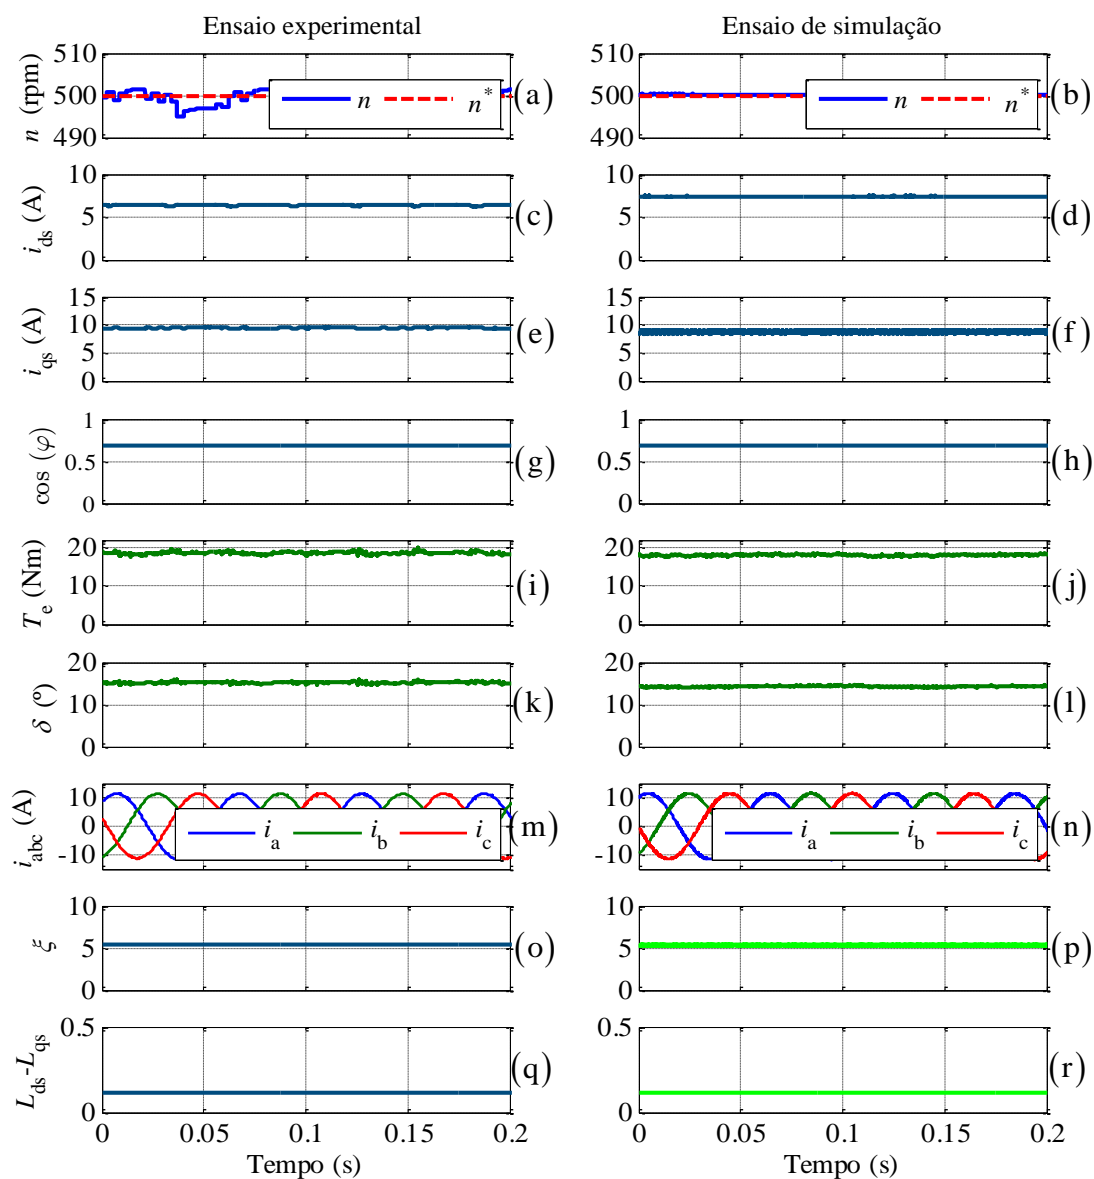 Ensaio experimental
Ensaio de simulação
510
500
490
n (rpm)
n
n*
(a)
510
500
490
n
n*
(b)
10
5
0
i_ds (A)
(c)
10
5
0
(d)
15
10
5
0
i_qs (A)
(e)
15
10
5
0
(f)
1
0.5
0
cos (φ)
(g)
1
0.5
0
(h)
20
10
0
T_e (Nm)
(i)
20
10
0
(j)
20
10
0
δ (º)
(k)
20
10
0
(l)
10
0
-10
i_abc (A)
i_a
i_b
i_c
(m)
10
0
-10
i_a
i_b
i_c
(n)
10
5
0
ξ
(o)
10
5
0
(p)
0.5
0
L_ds-L_qs
(q)
0.5
0
(r)
0 0.05 0.1 0.15 0.2
Tempo (s)
0 0.05 0.1 0.15 0.2
Tempo (s)